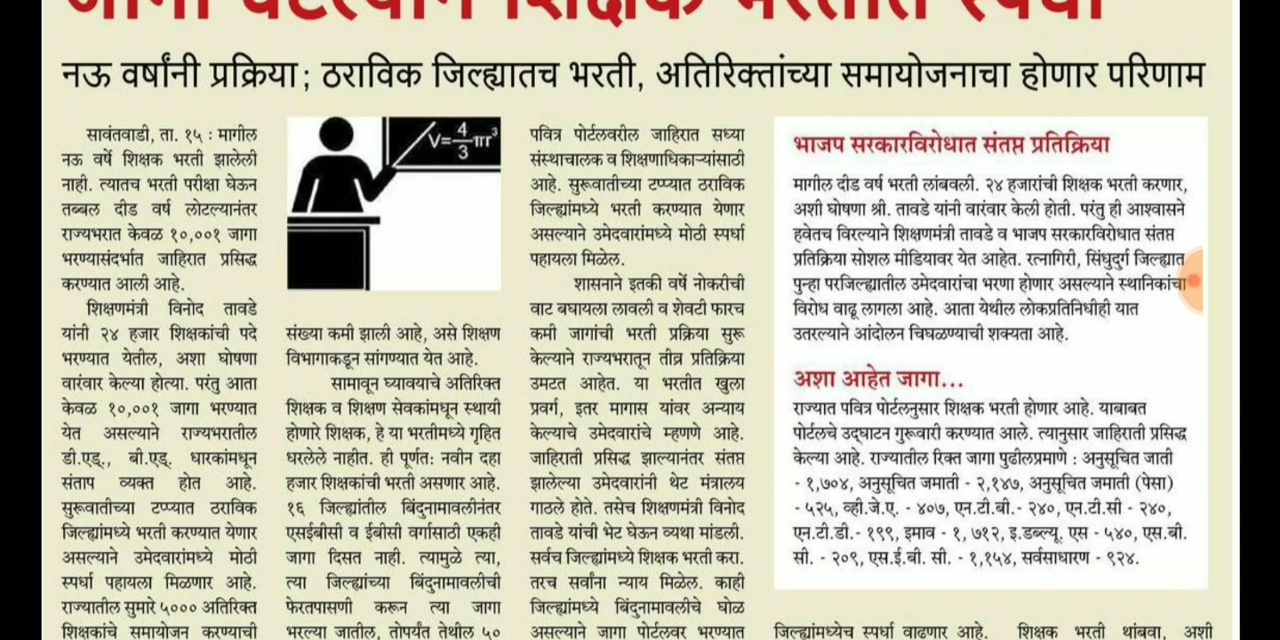 जागा घटल्याने शिक्षक भरतीत स्पर्धा
नऊ वर्षांनी प्रक्रिया; ठराविक जिल्ह्यातच भरती, अतिरिक्तांच्या समायोजनाचा होणार परिणाम
सावंतवाडी, ता. १५ : मागील
नऊ वर्षे शिक्षक भरती झालेली
नाही. त्यातच भरती परीक्षा घेऊन
तब्बल दीड वर्ष लोटल्यानंतर
राज्यभरात केवळ १०,००१ जागा
भरण्यासंदर्भात जाहिरात प्रसिद्ध
करण्यात आली आहे.
शिक्षणमंत्री विनोद तावडे
यांनी २४ हजार शिक्षकांची पदे
भरण्यात येतील, अशा घोषणा
वारंवार केल्या होत्या. परंतु आता
केवळ १०,००१ जागा भरण्यात
येत असल्याने राज्यभरातील
डी.एड्., बी.एड्. धारकांमधून
संताप व्यक्त होत आहे.
सुरूवातीच्या टप्प्यात ठराविक
जिल्ह्यांमध्ये भरती करण्यात येणार
असल्याने उमेदवारांमध्ये मोठी
स्पर्धा पहायला मिळणार आहे.
राज्यातील सुमारे ५००० अतिरिक्त
शिक्षकांचे समायोजन करण्याची
V=4/3 πr³
संख्या कमी झाली आहे, असे शिक्षण
विभागाकडून सांगण्यात येत आहे.
सामावून घ्यावयाचे अतिरिक्त
शिक्षक व शिक्षण सेवकांमधून स्थायी
होणारे शिक्षक, हे या भरतीमध्ये गृहित
धरलेले नाहीत. ही पूर्णत: नवीन दहा
हजार शिक्षकांची भरती असणार आहे.
१६ जिल्ह्यांतील बिंदुनामावलीनंतर
एसईबीसी व ईबीसी वर्गासाठी एकही
जागा दिसत नाही. त्यामुळे त्या,
त्या जिल्ह्यांच्या बिंदुनामावलीची
फेरतपासणी करून त्या जागा
भरल्या जातील, तोपर्यंत तेथील ५०
पवित्र पोर्टलवरील जाहिरात सध्या
संस्थाचालक व शिक्षणाधिकाऱ्यांसाठी
आहे. सुरूवातीच्या टप्प्यात ठराविक
जिल्ह्यांमध्ये भरती करण्यात येणार
असल्याने उमेदवारांमध्ये मोठी स्पर्धा
पहायला मिळेल.
शासनाने इतकी वर्षे नोकरीची
वाट बघायला लावली व शेवटी फारच
कमी जागांची भरती प्रक्रिया सुरू
केल्याने राज्यभरातून तीव्र प्रतिक्रिया
उमटत आहेत. या भरतीत खुला
प्रवर्ग, इतर मागास यांवर अन्याय
केल्याचे उमेदवारांचे म्हणणे आहे.
जाहिराती प्रसिद्ध झाल्यानंतर संतप्त
झालेल्या उमेदवारांनी थेट मंत्रालय
गाठले होते. तसेच शिक्षणमंत्री विनोद
तावडे यांची भेट घेऊन व्यथा मांडली.
सर्वच जिल्ह्यांमध्ये शिक्षक भरती करा.
तरच सर्वांना न्याय मिळेल. काही
जिल्ह्यांमध्ये बिंदुनामावलीचे घोळ
असल्याने जागा पोर्टलवर भरण्यात
भाजप सरकारविरोधात संतप्त प्रतिक्रिया
मागील दीड वर्ष भरती लांबवली. २४ हजारांची शिक्षक भरती करणार,
अशी घोषणा श्री. तावडे यांनी वारंवार केली होती. परंतु ही आश्वासने
हवेतच विरल्याने शिक्षणमंत्री तावडे व भाजप सरकारविरोधात संतप्त
प्रतिक्रिया सोशल मीडियावर येत आहेत. रत्नागिरी, सिंधुदुर्ग जिल्ह्यात
पुन्हा परजिल्ह्यातील उमेदवारांचा भरणा होणार असल्याने स्थानिकांचा
विरोध वाढू लागला आहे. आता येथील लोकप्रतिनिधीही यात
उतरल्याने आंदोलन चिघळण्याची शक्यता आहे.
अशा आहेत जागा...
राज्यात पवित्र पोर्टलनुसार शिक्षक भरती होणार आहे. याबाबत
पोर्टलचे उद्‌घाटन गुरूवारी करण्यात आले. त्यानुसार जाहिराती प्रसिद्ध
केल्या आहे. राज्यातील रिक्त जागा पुढीलप्रमाणे : अनुसूचित जाती
- १,७०४, अनुसूचित जमाती - २,१४७, अनुसूचित जमाती (पेसा)
- ५२५, व्ही.जे.ए. - ४०७, एन.टी.बी.- २४०, एन.टी.सी - २४०,
एन.टी.डी.- १९९, इमाव - १, ७१२, इ.डब्ल्यू. एस - ५४०, एस.बी.
सी. - २०९, एस.ई.बी. सी. - १,१५४, सर्वसाधारण - ९२४.
जिल्ह्यांमध्येच स्पर्धा वाढणार आहे.
शिक्षक भरती थांबवा, अशी